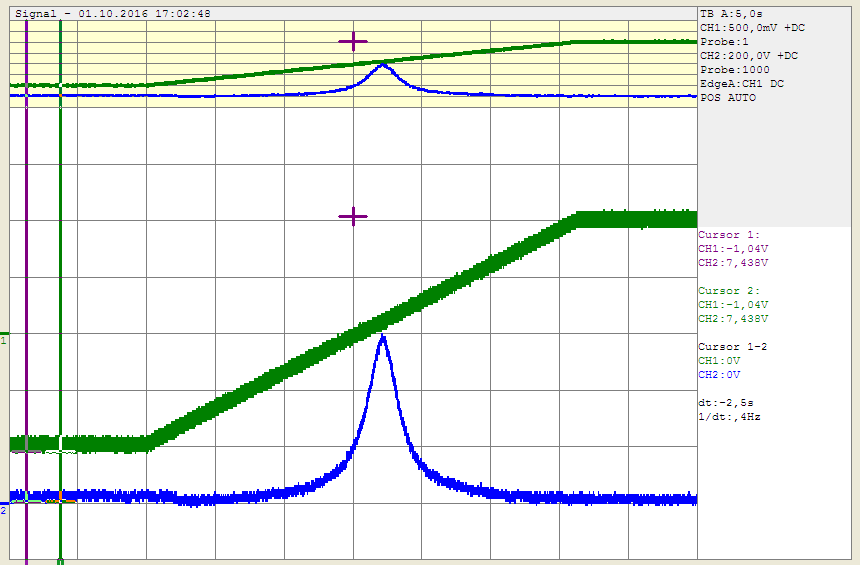 Signal - 01.10.2016 17:02:48
TB A:5,0s
CH1:500,0mV +DC
Probe:1
CH2:200,0V +DC
Probe:1000
EdgeA:CH1 DC
POS AUTO
Cursor 1:
CH1:-1,04V
CH2:7,438V
Cursor 2:
CH1:-1,04V
CH2:7,438V
Cursor 1-2
CH1:0V
CH2:0V
dt:-2,5s
1/dt:,4Hz
1
2